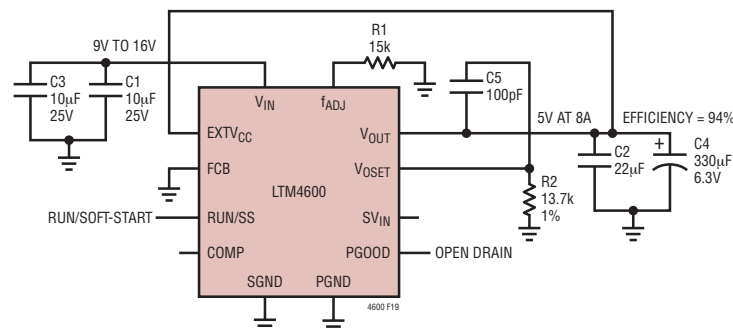 9V TO 16V
C3
10µF
25V
C1
10µF
25V
R1
15k
C5
100pF
VIN
fADJ
EXTVCC
FCB
RUN/SOFT-START
RUN/SS
COMP
LTM4600
VOUT
VOSET
SVIN
PGOOD
OPEN DRAIN
SGND
PGND
5V AT 8A
EFFICIENCY = 94%
C2
22µF
+
C4
330µF
6.3V
R2
13.7k
1%
4600 F19